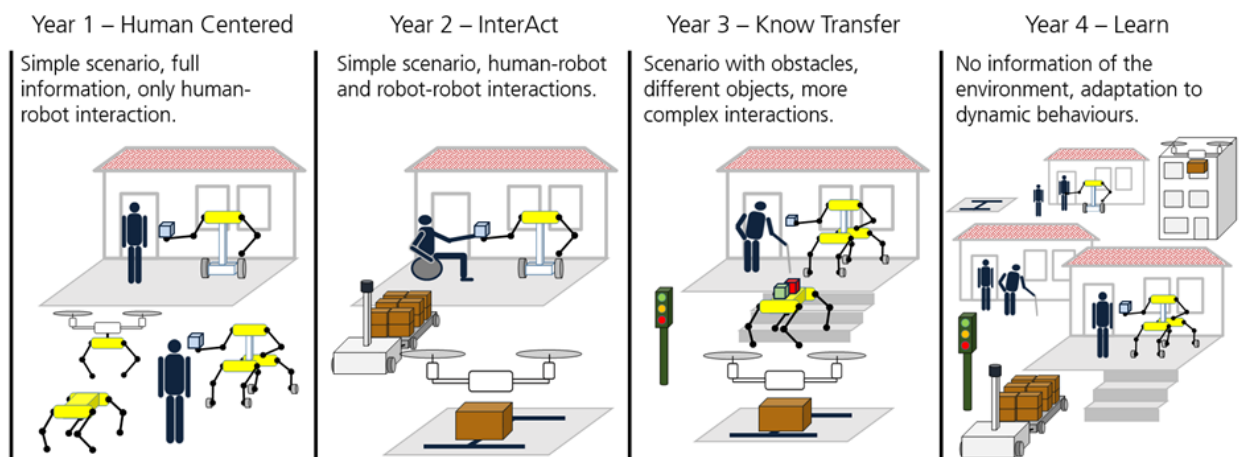 Year 1 – Human Centered
Simple scenario, full
information, only human-
robot interaction.
Year 2 – InterAct
Simple scenario, human-robot
and robot-robot interactions.
Year 3 – Know Transfer
Scenario with obstacles,
different objects, more
complex interactions.
Year 4 – Learn
No information of the
environment, adaptation to
dynamic behaviours.